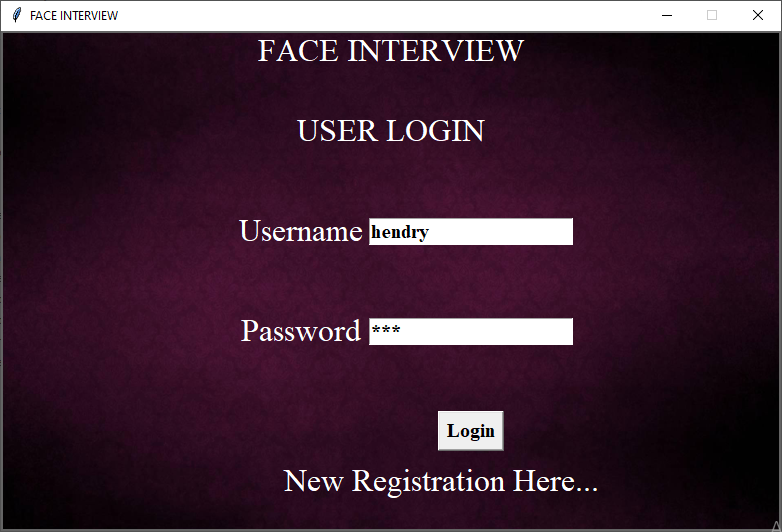 FACE INTERVIEW
FACE INTERVIEW
USER LOGIN
Username hendry
Password ***
Login
New Registration Here...